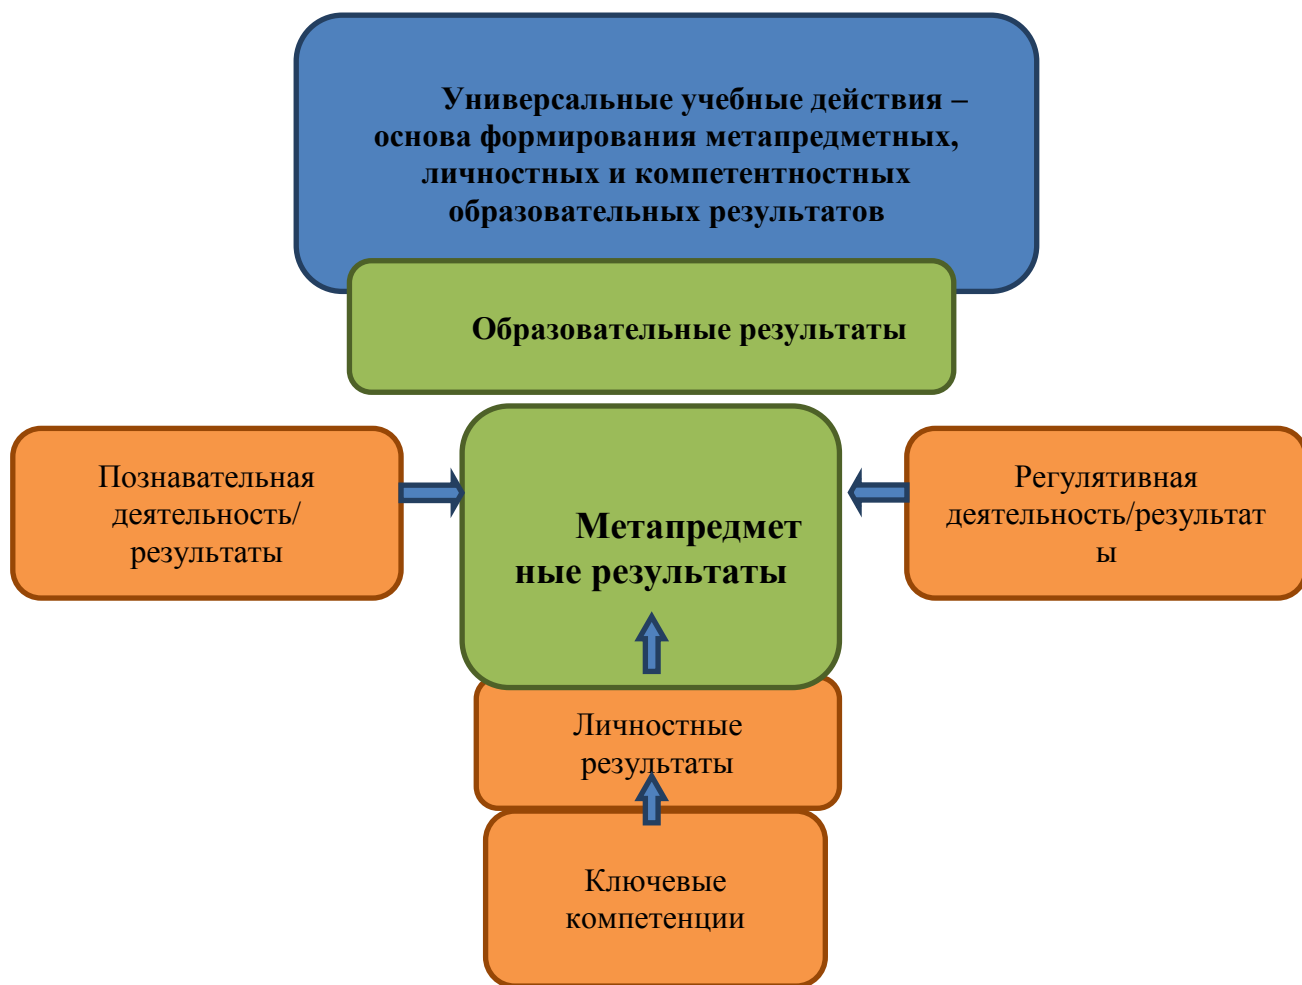 Универсальные учебные действия –
основа формирования метапредметных,
личностных и компетентностных
образовательных результатов
Образовательные результаты
Познавательная
деятельность/
результаты
Метапредмет
ные результаты
Регулятивная
деятельность/результат
ы
Личностные
результаты
Ключевые
компетенции